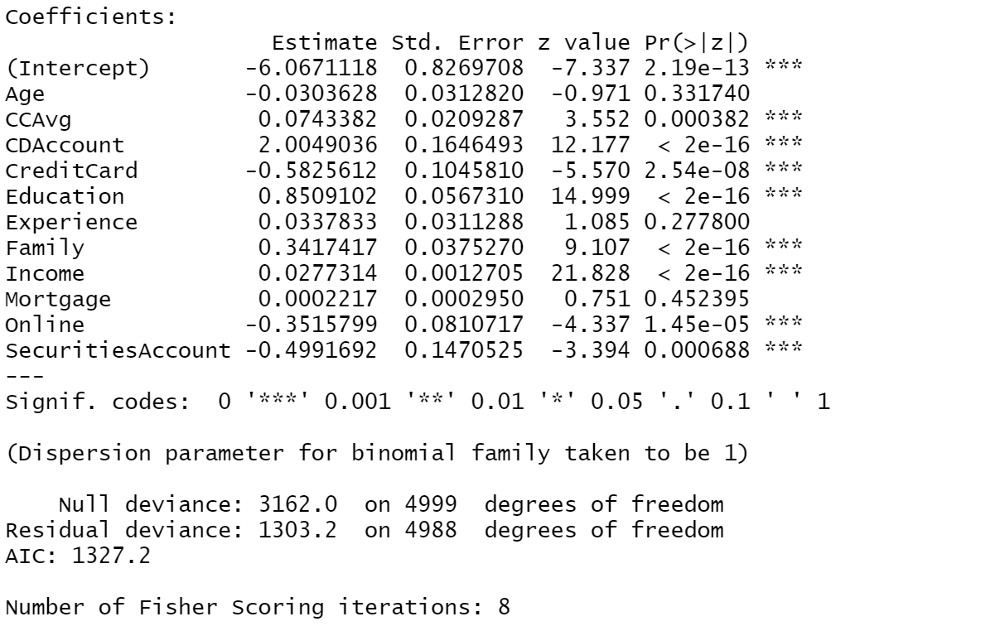 Coefficients:
                    Estimate Std. Error z value Pr(>|z|)
(Intercept)       -6.0671118  0.8269708  -7.337 2.19e-13 ***
Age               -0.0303628  0.0312820  -0.971 0.331740
CCAvg              0.0743382  0.0209287   3.552 0.000382 ***
CDAccount          2.0049036  0.1646493  12.177  < 2e-16 ***
CreditCard        -0.5825612  0.1045810  -5.570 2.54e-08 ***
Education          0.8509102  0.0567310  14.999  < 2e-16 ***
Experience         0.0337833  0.0311288   1.085 0.277800
Family             0.3417417  0.0375270   9.107  < 2e-16 ***
Income             0.0277314  0.0012705  21.828  < 2e-16 ***
Mortgage           0.0002217  0.0002950   0.751 0.452395
Online            -0.3515799  0.0810717  -4.337 1.45e-05 ***
SecuritiesAccount -0.4991692  0.1470525  -3.394 0.000688 ***
---
Signif. codes:  0 '***' 0.001 '**' 0.01 '*' 0.05 '.' 0.1 ' ' 1

(Dispersion parameter for binomial family taken to be 1)

    Null deviance: 3162.0  on 4999  degrees of freedom
Residual deviance: 1303.2  on 4988  degrees of freedom
AIC: 1327.2

Number of Fisher Scoring iterations: 8